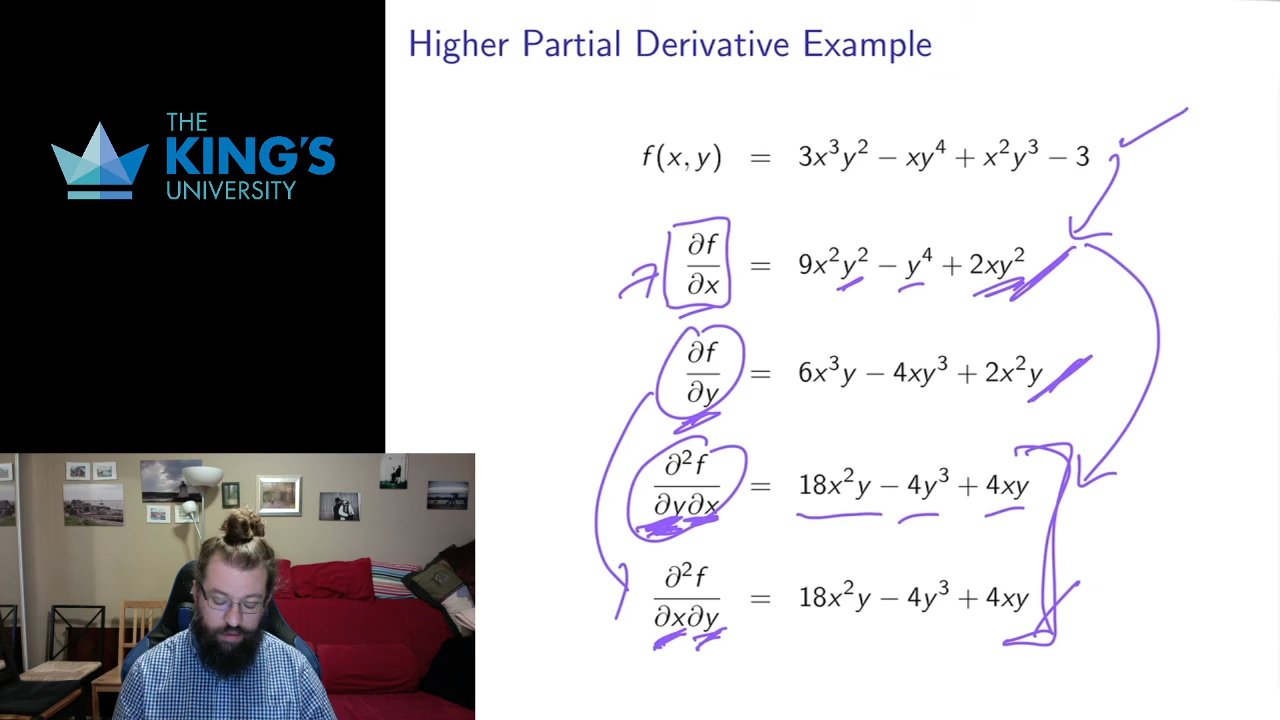 Higher Partial Derivative Example
THE
KING'S
UNIVERSITY
f(x, y) = 3x³y² − xy⁴ + x²y³ − 3
∂f/∂x = 9x²y² − y⁴ + 2xy²
∂f/∂y = 6x³y − 4xy³ + 2x²y
∂²f/∂y∂x = 18x²y − 4y³ + 4xy
∂²f/∂x∂y = 18x²y − 4y³ + 4xy